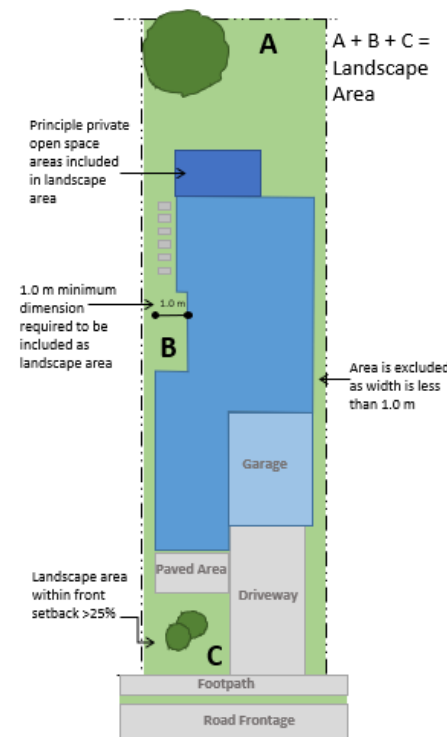 A
A + B + C =
Landscape
Area
Principle private
open space
areas included
in landscape
area
1.0 m minimum
dimension
required to be
included as
landscape area
1.0 m
B
Area is excluded
as width is less
than 1.0 m
Garage
Paved Area
Driveway
Landscape area
within front
setback >25%
C
Footpath
Road Frontage